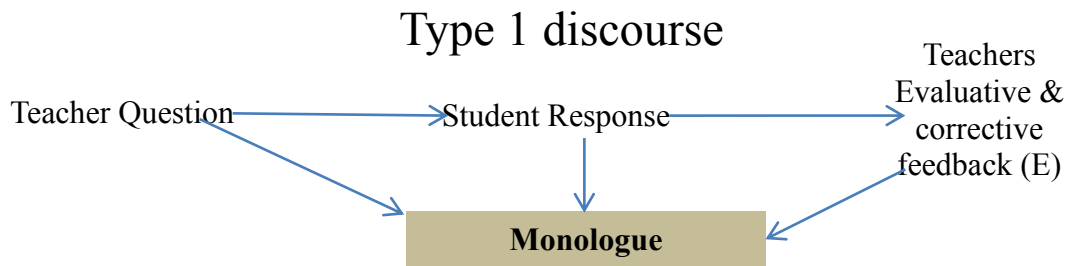 Type 1 discourse
Teacher Question
Student Response
Teachers
Evaluative &
corrective
feedback (E)
Monologue